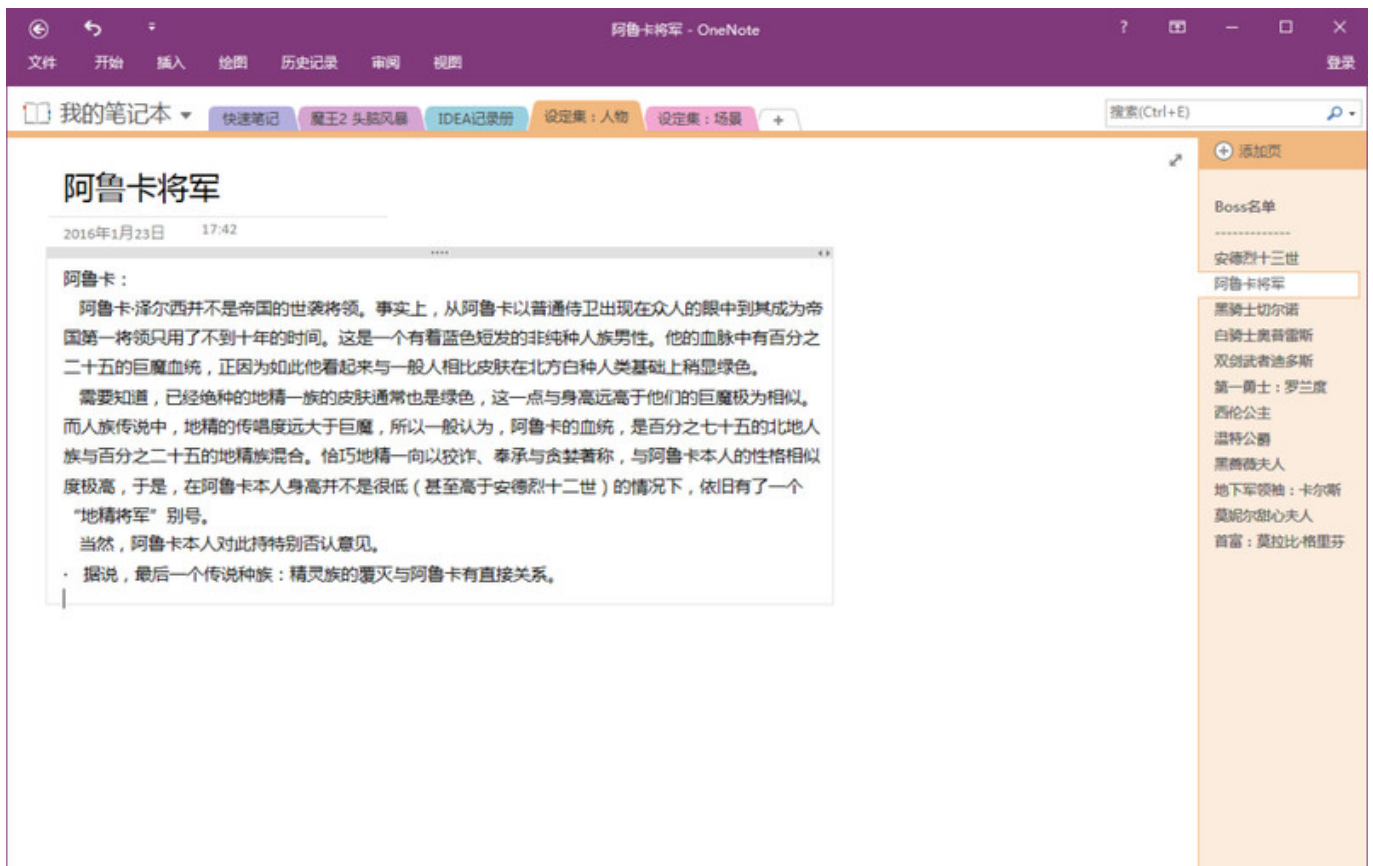 阿鲁卡将军 - OneNote
?
文件 开始 插入 绘图 历史记录 审阅 视图
登录
我的笔记本
快速笔记 魔王2 头脑风暴 IDEA记录册 设定集：人物 设定集：场景 +
搜索(Ctrl+E)
阿鲁卡将军
2016年1月23日 17:42
阿鲁卡：
阿鲁卡·泽尔西并不是帝国的世袭将领。事实上，从阿鲁卡以普通侍卫出现在众人的眼中到其成为帝
国第一将领只用了不到十年的时间。这是一个有着蓝色短发的非纯种人族男性。他的血脉中有百分之
二十五的巨魔血统，正因为如此他看起来与一般人相比皮肤在北方白种人类基础上稍显绿色。
需要知道，已经绝种的地精一族的皮肤通常也是绿色，这一点与身高远高于他们的巨魔极为相似。
而人族传说中，地精的传唱度远大于巨魔，所以一般认为，阿鲁卡的血统，是百分之七十五的北地人
族与百分之二十五的地精族混合。恰巧地精一向以狡诈、奉承与贪婪著称，与阿鲁卡本人的性格相似
度极高，于是，在阿鲁卡本人身高并不是很低（甚至高于安德烈十二世）的情况下，依旧有了一个
“地精将军”别号。
当然，阿鲁卡本人对此持特别否认意见。
· 据说，最后一个传说种族：精灵族的覆灭与阿鲁卡有直接关系。
添加页
Boss名单
-------------
安德烈十三世
阿鲁卡将军
黑骑士切尔诺
白骑士奥普雷斯
双剑武者迪多斯
第一勇士：罗兰度
西伦公主
温特公爵
黑蔷薇夫人
地下军领袖：卡尔斯
莫妮尔甜心夫人
首富：莫拉比·格里芬